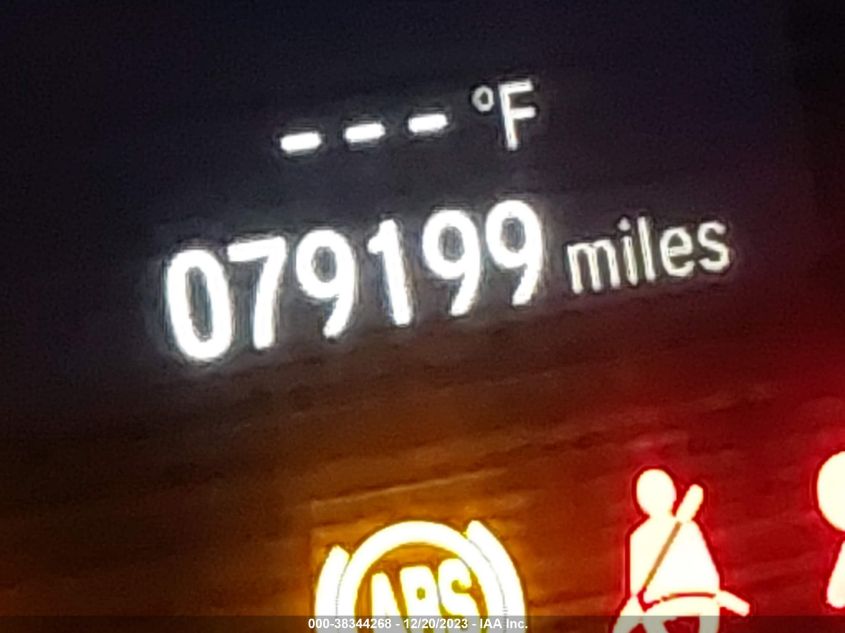 --- °F
079199 miles
ABS
000-38344268 - 12/20/2023 - IAA Inc.